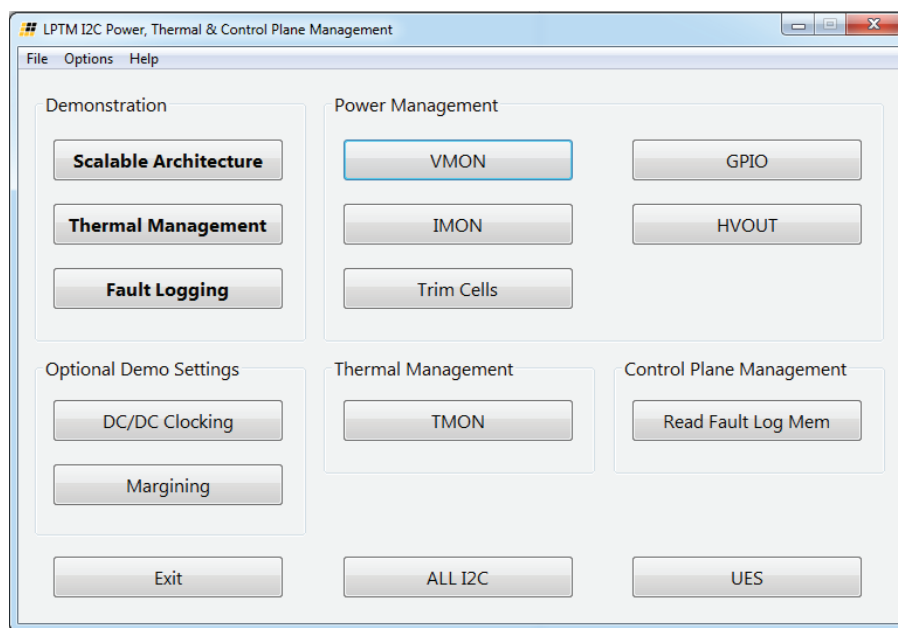 LPTM I2C Power, Thermal & Control Plane Management
File Options Help
Demonstration
Scalable Architecture
Thermal Management
Fault Logging
Power Management
VMON
GPIO
IMON
HVOUT
Trim Cells
Optional Demo Settings
DC/DC Clocking
Margining
Thermal Management
TMON
Control Plane Management
Read Fault Log Mem
Exit
ALL I2C
UES